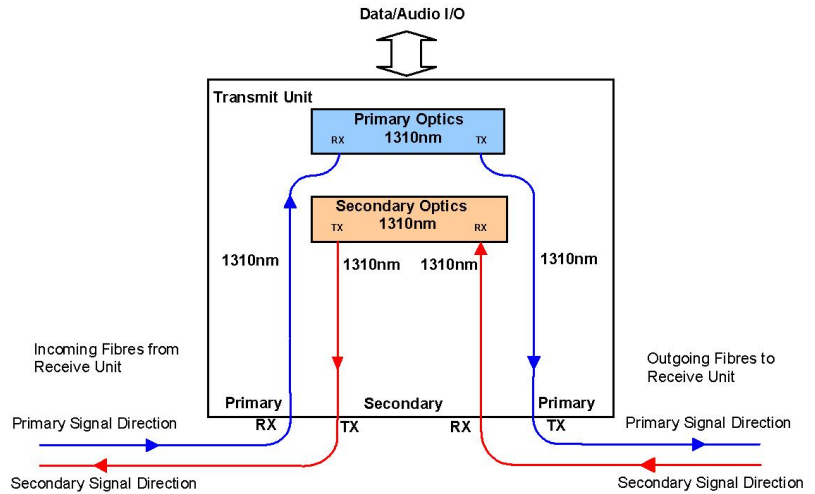 Data/Audio I/O
Transmit Unit
Primary Optics
1310nm
RX
TX
Secondary Optics
1310nm
TX
RX
1310nm
1310nm
1310nm
1310nm
Incoming Fibres from
Receive Unit
Outgoing Fibres to
Receive Unit
Primary
Secondary
Primary
RX
TX
RX
TX
Primary Signal Direction
Primary Signal Direction
Secondary Signal Direction
Secondary Signal Direction